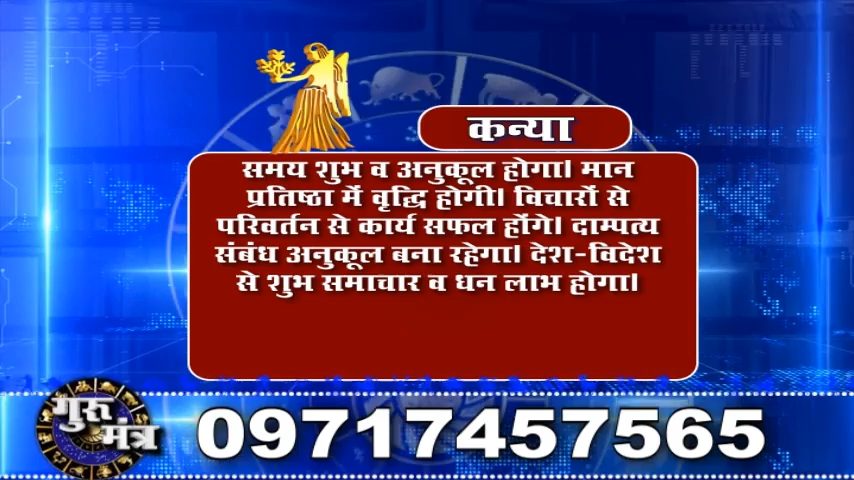 कन्या
समय शुभ व अनुकूल होगा। मान
प्रतिष्ठा में वृद्धि होगी। विचारों से
परिवर्तन से कार्य सफल होंगे। दाम्पत्य
संबंध अनुकूल बना रहेगा। देश-विदेश
से शुभ समाचार व धन लाभ होगा।
गुरु
मंत्र
09717457565